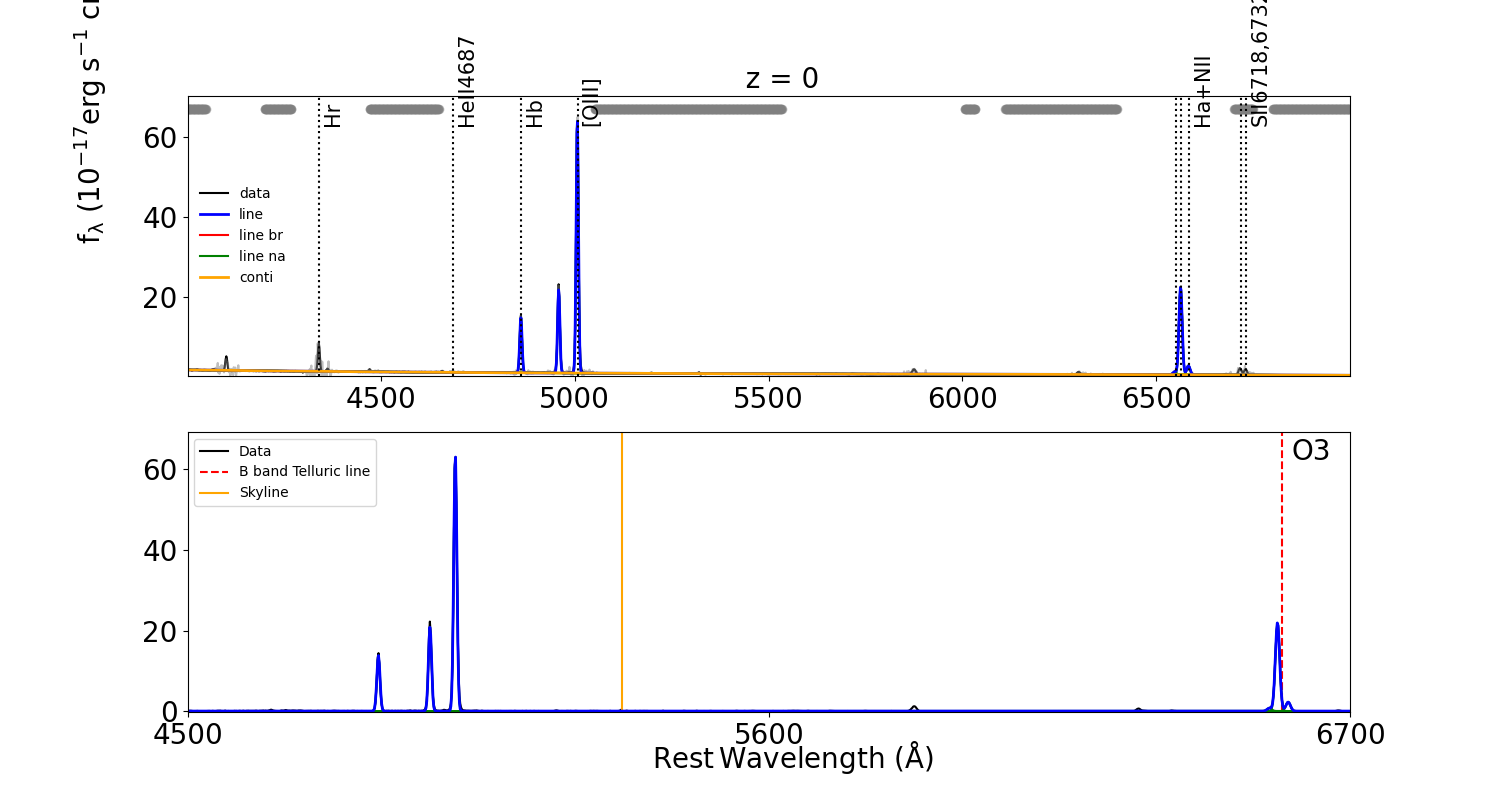 z = 0
fλ (10−17erg s−1 c
Hr
HeII4687
Hb
[OIII]
Ha+NII
SII6718,6732
60
40
20
data
line
line br
line na
conti
4500
5000
5500
6000
6500
60
40
20
0
Data
B band Telluric line
Skyline
O3
4500
5600
6700
Rest Wavelength (Å)